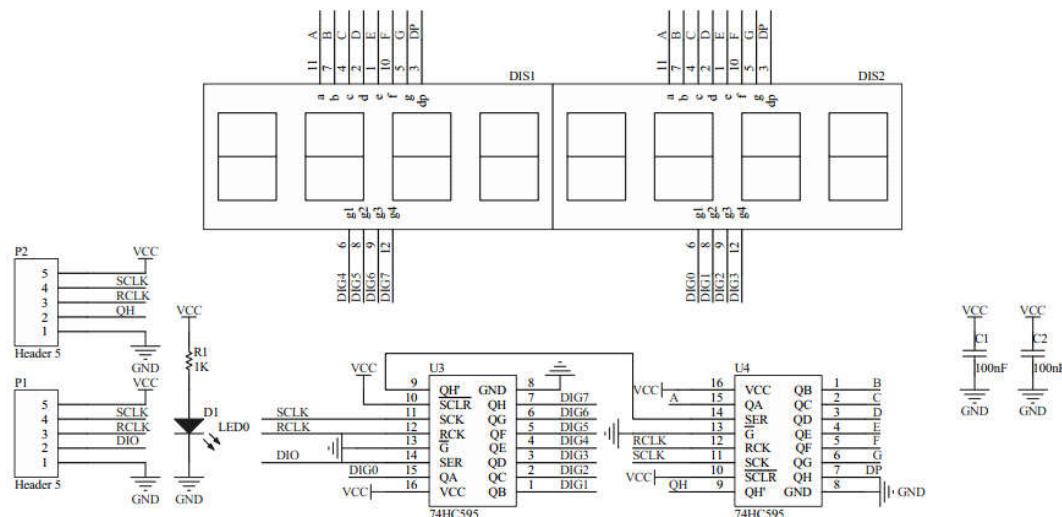 A B C D E F G DP
11 7 4 2 1 10 5 3
DIS1
a b c d e f g dp
g1 g2 g3 g4
6 8 9 12
DIG4 DIG5 DIG6 DIG7
A B C D E F G DP
11 7 4 2 1 10 5 3
DIS2
a b c d e f g dp
g1 g2 g3 g4
6 8 9 12
DIG0 DIG1 DIG2 DIG3
P2
VCC
5
4 SCLK
3 RCLK
2 QH
1
Header 5
GND
P1
VCC
5
4 SCLK
3 RCLK
2 DIO
1
Header 5
GND
VCC
R1
1K
D1
LED0
GND
U3
VCC
9 QH' GND 8
10 SCLR QH 7 DIG7
SCLK 11 SCK QG 6 DIG6
RCLK 12 RCK QF 5 DIG5
13 G QE 4 DIG4
DIO 14 SER QD 3 DIG3
DIG0 15 QA QC 2 DIG2
VCC 16 VCC QB 1 DIG1
74HC595
U4
VCC 16 VCC QB 1 B
A 15 QA QC 2 C
14 SER QD 3 D
13 G QE 4 E
RCLK 12 RCK QF 5 F
SCLK 11 SCK QG 6 G
VCC 10 SCLR QH 7 DP
QH 9 QH' GND 8 GND
74HC595
VCC
C1
100nF
GND
VCC
C2
100nF
GND